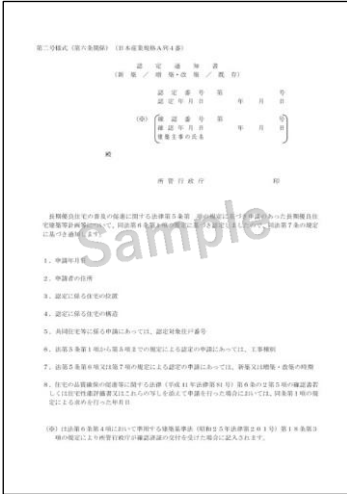 第二号様式（第六条関係）（日本産業規格A列4番）
認定通知書
（新築／増築・改築／既存）
認定番号　第　　　号
認定年月日　　年　月　日
（※）
確認番号　第　　　号
確認年月日　　年　月　日
建築主事の氏名
殿
所管行政庁　　印
長期優良住宅の普及の促進に関する法律第5条第　項の規定に基づき申請のあった長期優良住
宅建築等計画等について、同法第6条第1項の規定に基づき認定しましたので、同法第7条の規定
に基づき通知します。
Sample
1．申請年月日
2．申請者の住所
3．認定に係る住宅の位置
4．認定に係る住宅の構造
5．共同住宅等に係る申請にあっては、認定対象住戸番号
6．法第5条第1項から第5項までの規定による認定の申請にあっては、工事種別
7．法第5条第6項又は第7項の規定による認定の申請にあっては、新築又は増築・改築の時期
8．住宅の品質確保の促進等に関する法律（平成11年法律第81号）第6条の2第5項の確認書若
しくは住宅性能評価書又はこれらの写しを添えて申請を行った場合においては、同条第1項の規
定による求めを行った年月日
（※）は法第6条第4項において準用する建築基準法（昭和25年法律第201号）第18条第3
項の規定により所管行政庁が確認済証の交付を受けた場合に記入されます。